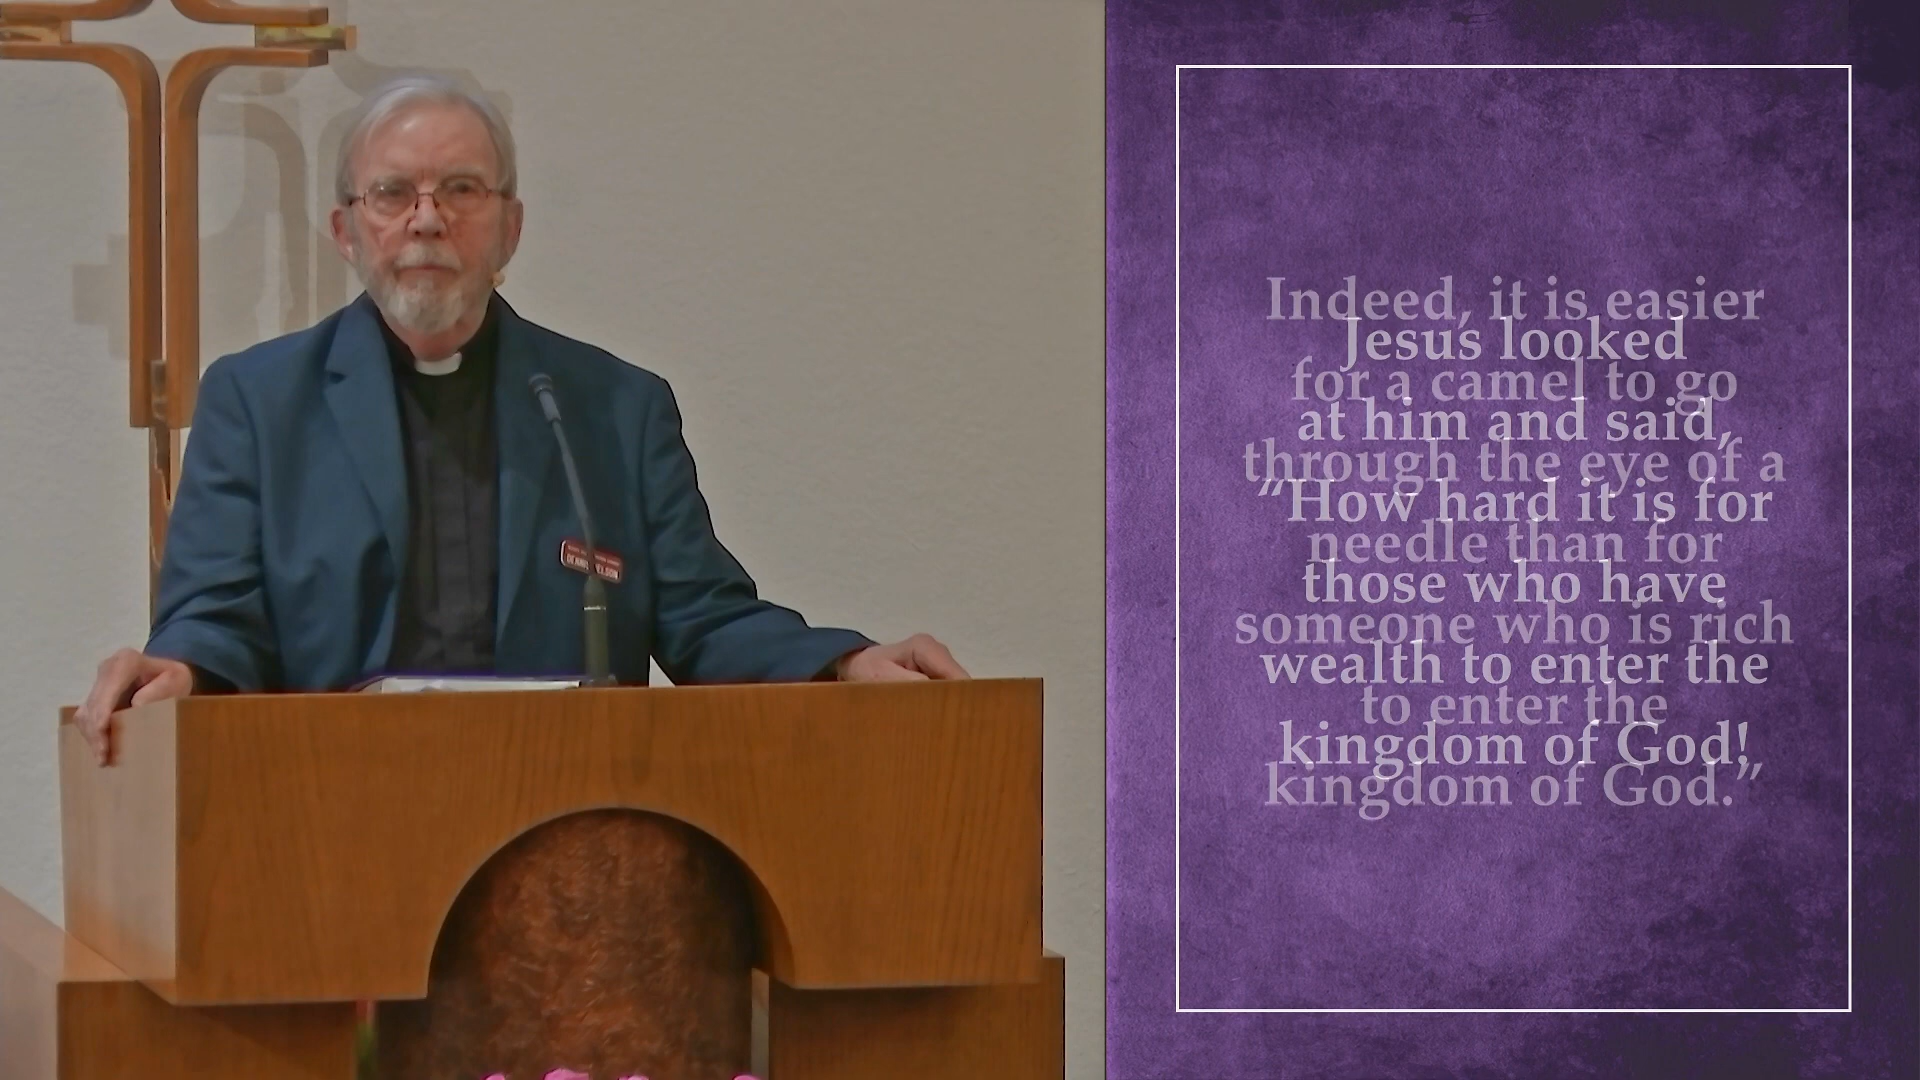 Jesus looked
at him and said,
“How hard it is for
those who have
wealth to enter the
kingdom of God!
Indeed, it is easier
for a camel to go
through the eye of a
needle than for
someone who is rich
to enter the
kingdom of God.”